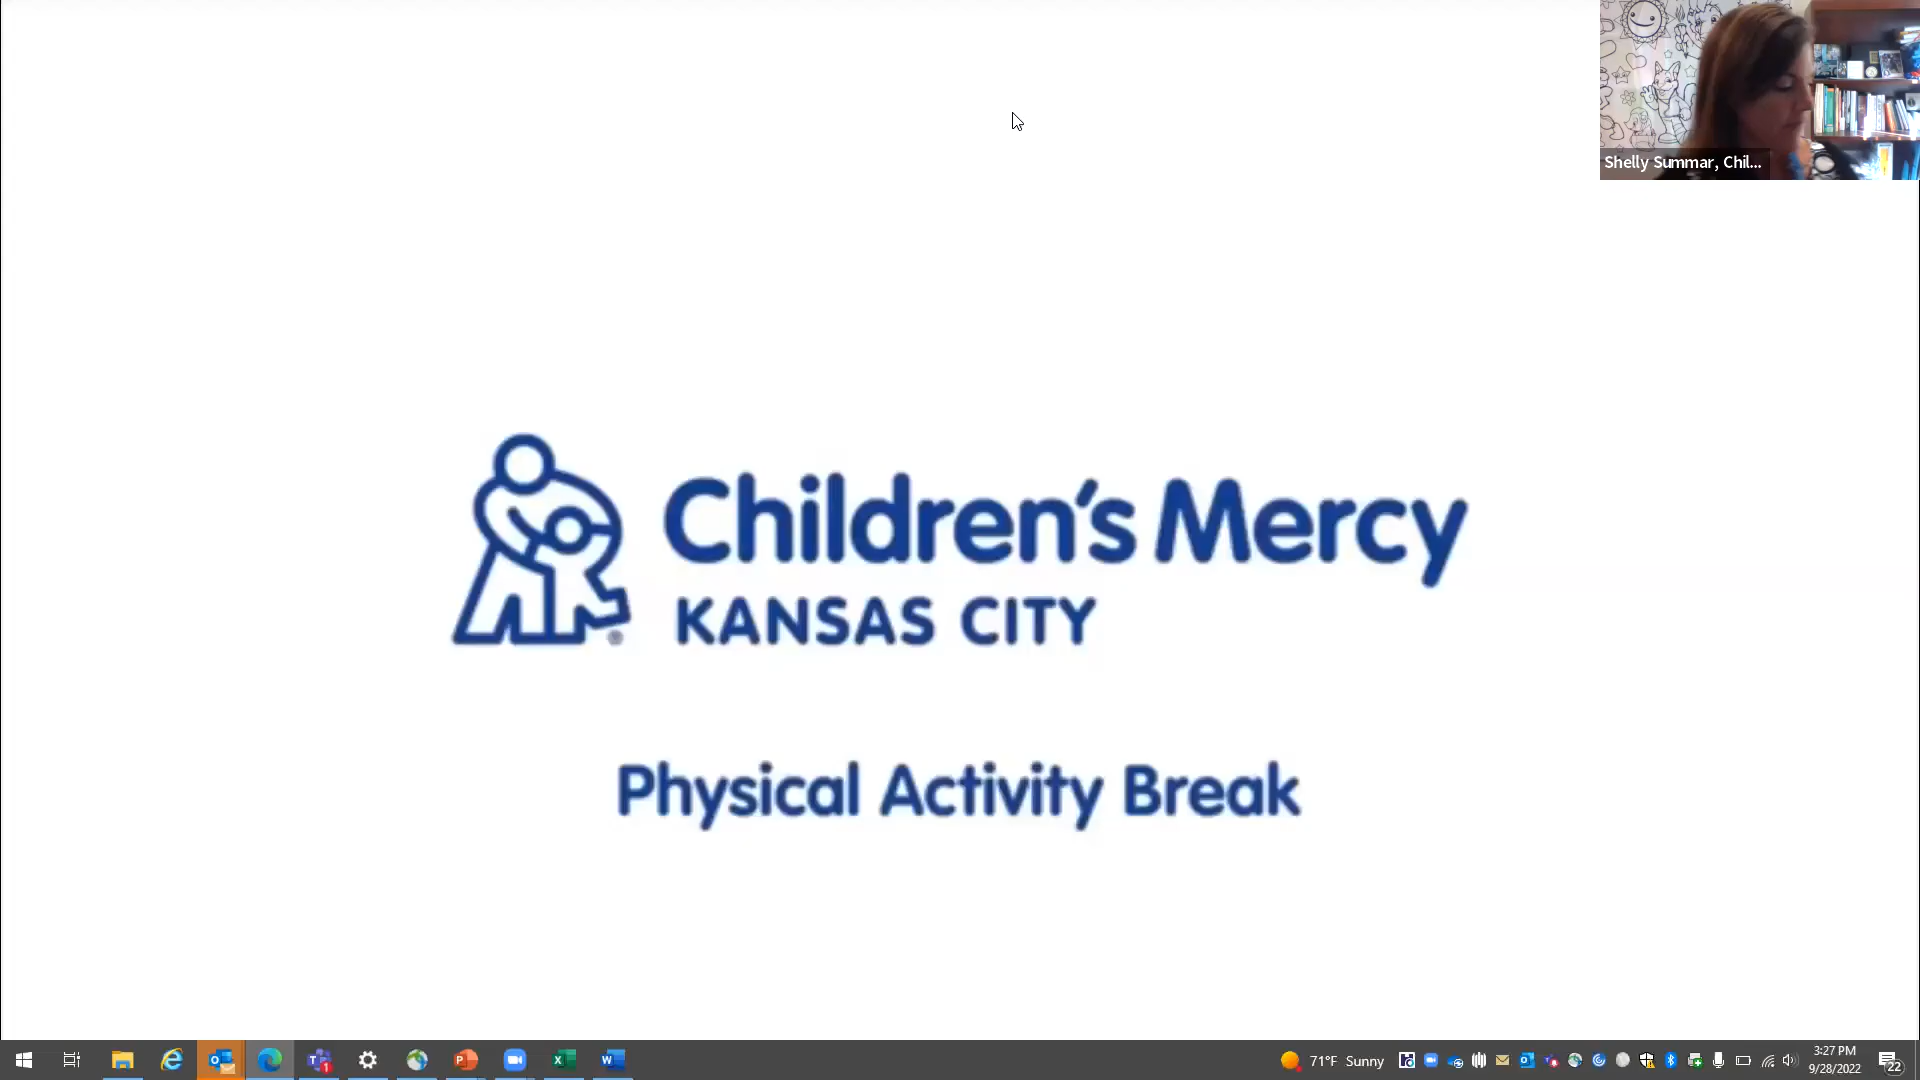 Shelly Summar, Chil...
Children's Mercy
KANSAS CITY
®
Physical Activity Break
71°F Sunny
3:27 PM
9/28/2022
22
1